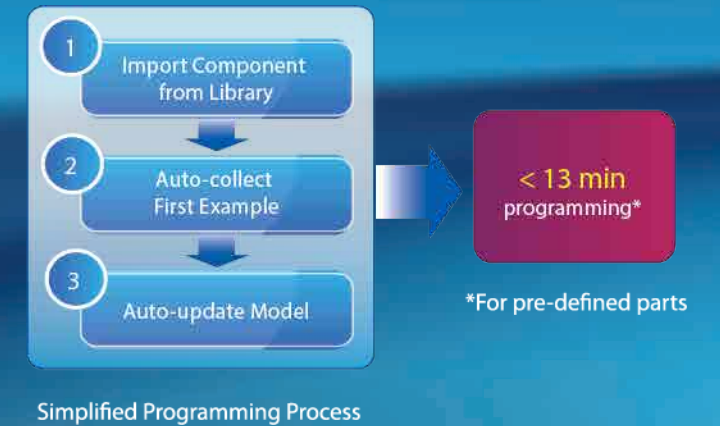 1
Import Component
from Library
2
Auto-collect
First Example
3
Auto-update Model
< 13 min
programming*
*For pre-defined parts
Simplified Programming Process